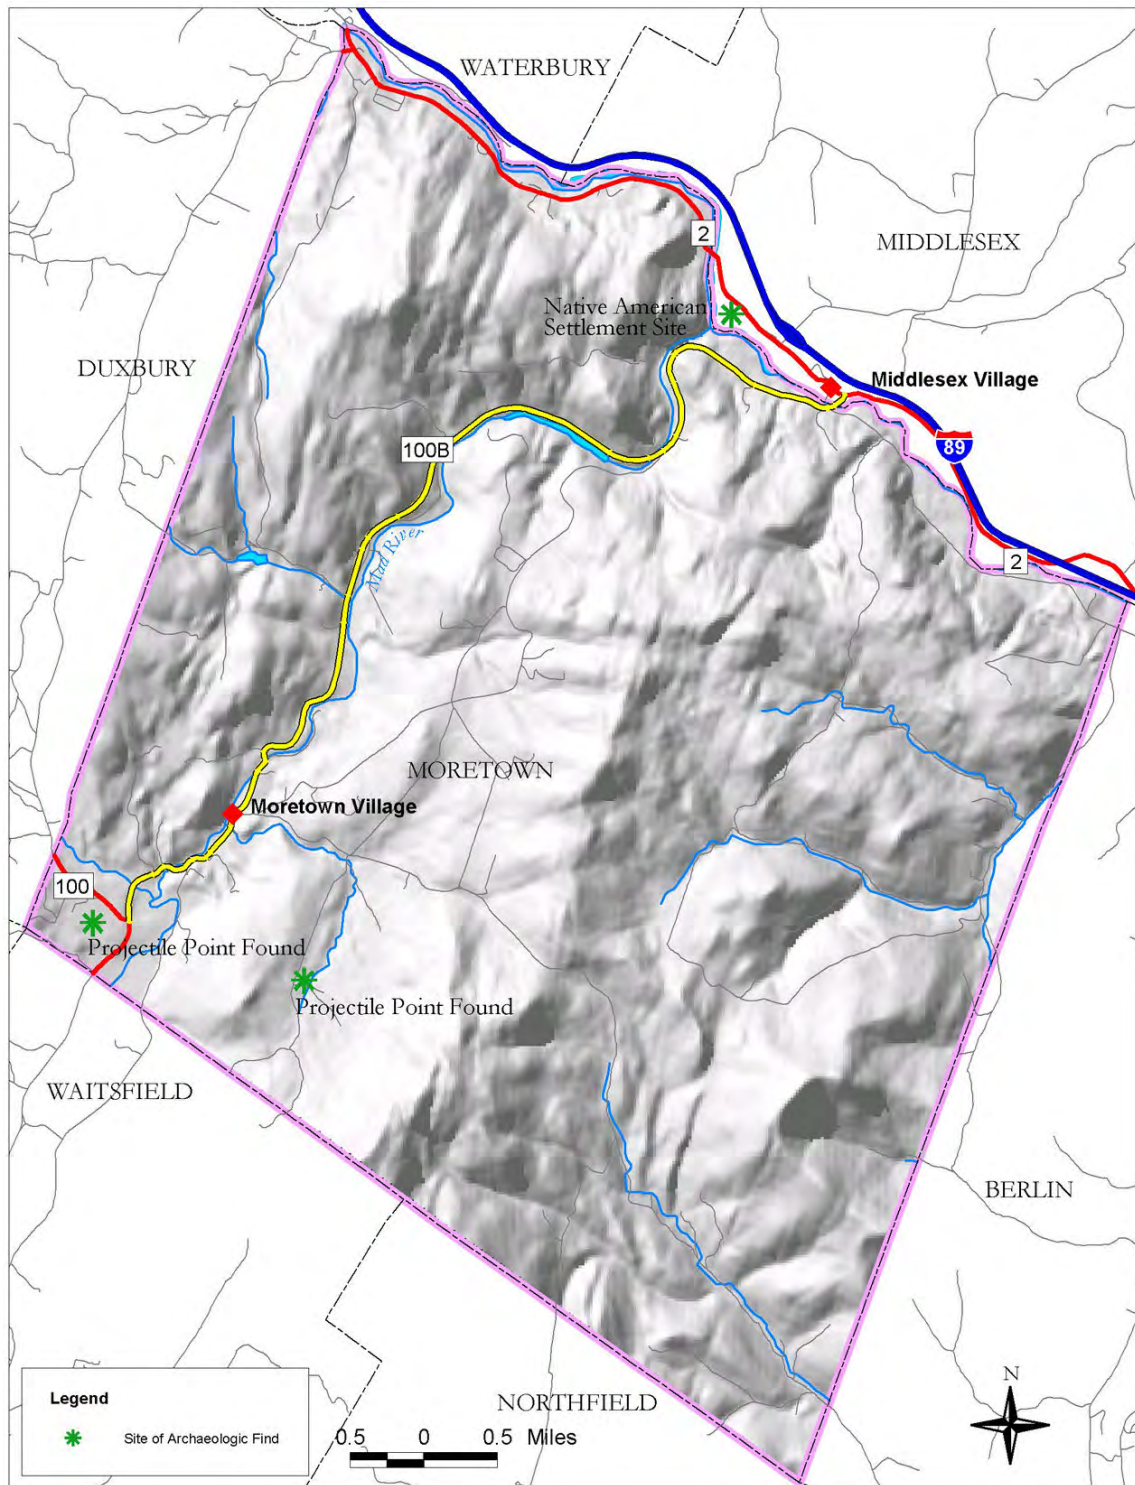 WATERBURY
2
MIDDLESEX
Native American
Settlement Site
DUXBURY
Middlesex Village
100B
89
Mad River
2
MORETOWN
Moretown Village
100
Projectile Point Found
Projectile Point Found
WAITSFIELD
BERLIN
N
Legend
NORTHFIELD
Site of Archaeologic Find
0.5 0 0.5 Miles